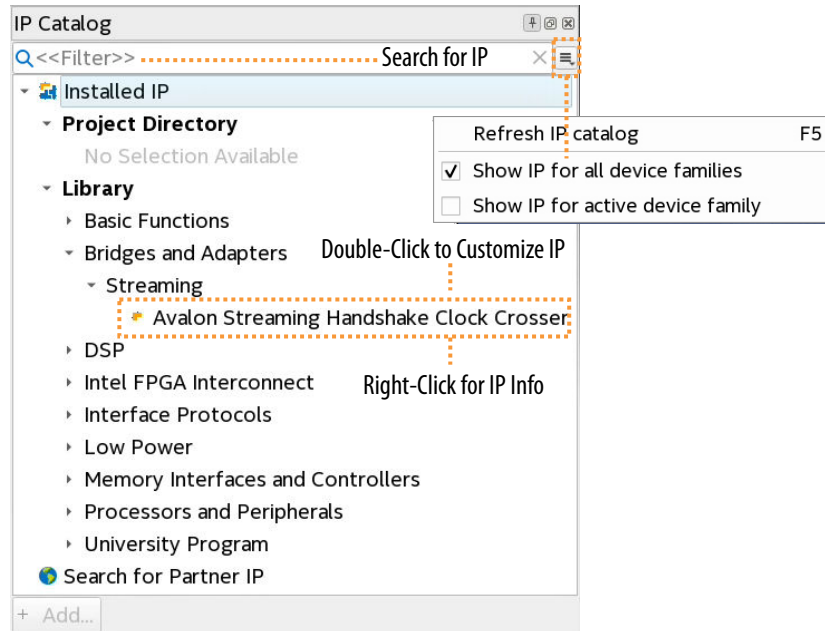 IP Catalog
<<Filter>>
Search for IP
Installed IP
Project Directory
No Selection Available
Refresh IP catalog F5
Show IP for all device families
Show IP for active device family
Library
Basic Functions
Bridges and Adapters
Double-Click to Customize IP
Streaming
Avalon Streaming Handshake Clock Crosser
DSP
Intel FPGA Interconnect
Right-Click for IP Info
Interface Protocols
Low Power
Memory Interfaces and Controllers
Processors and Peripherals
University Program
Search for Partner IP
+ Add...